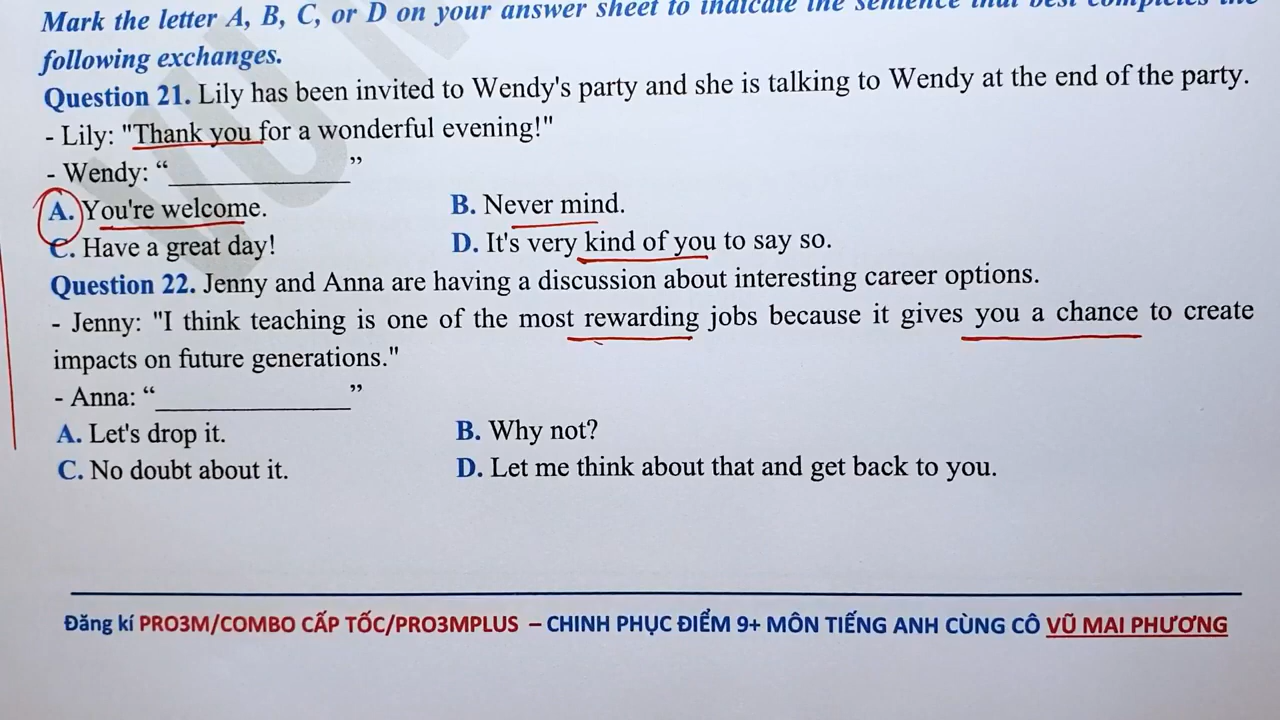 Mark the letter A, B, C, or D on your answer sheet to indicate the sentence that best completes the
following exchanges.
Question 21. Lily has been invited to Wendy's party and she is talking to Wendy at the end of the party.
- Lily: "Thank you for a wonderful evening!"
- Wendy: “_____________”
A. You're welcome. B. Never mind.
C. Have a great day! D. It's very kind of you to say so.
Question 22. Jenny and Anna are having a discussion about interesting career options.
- Jenny: "I think teaching is one of the most rewarding jobs because it gives you a chance to create
impacts on future generations."
- Anna: “______________”
A. Let's drop it. B. Why not?
C. No doubt about it. D. Let me think about that and get back to you.
Đăng kí PRO3M/COMBO CẤP TỐC/PRO3MPLUS – CHINH PHỤC ĐIỂM 9+ MÔN TIẾNG ANH CÙNG CÔ VŨ MAI PHƯƠNG